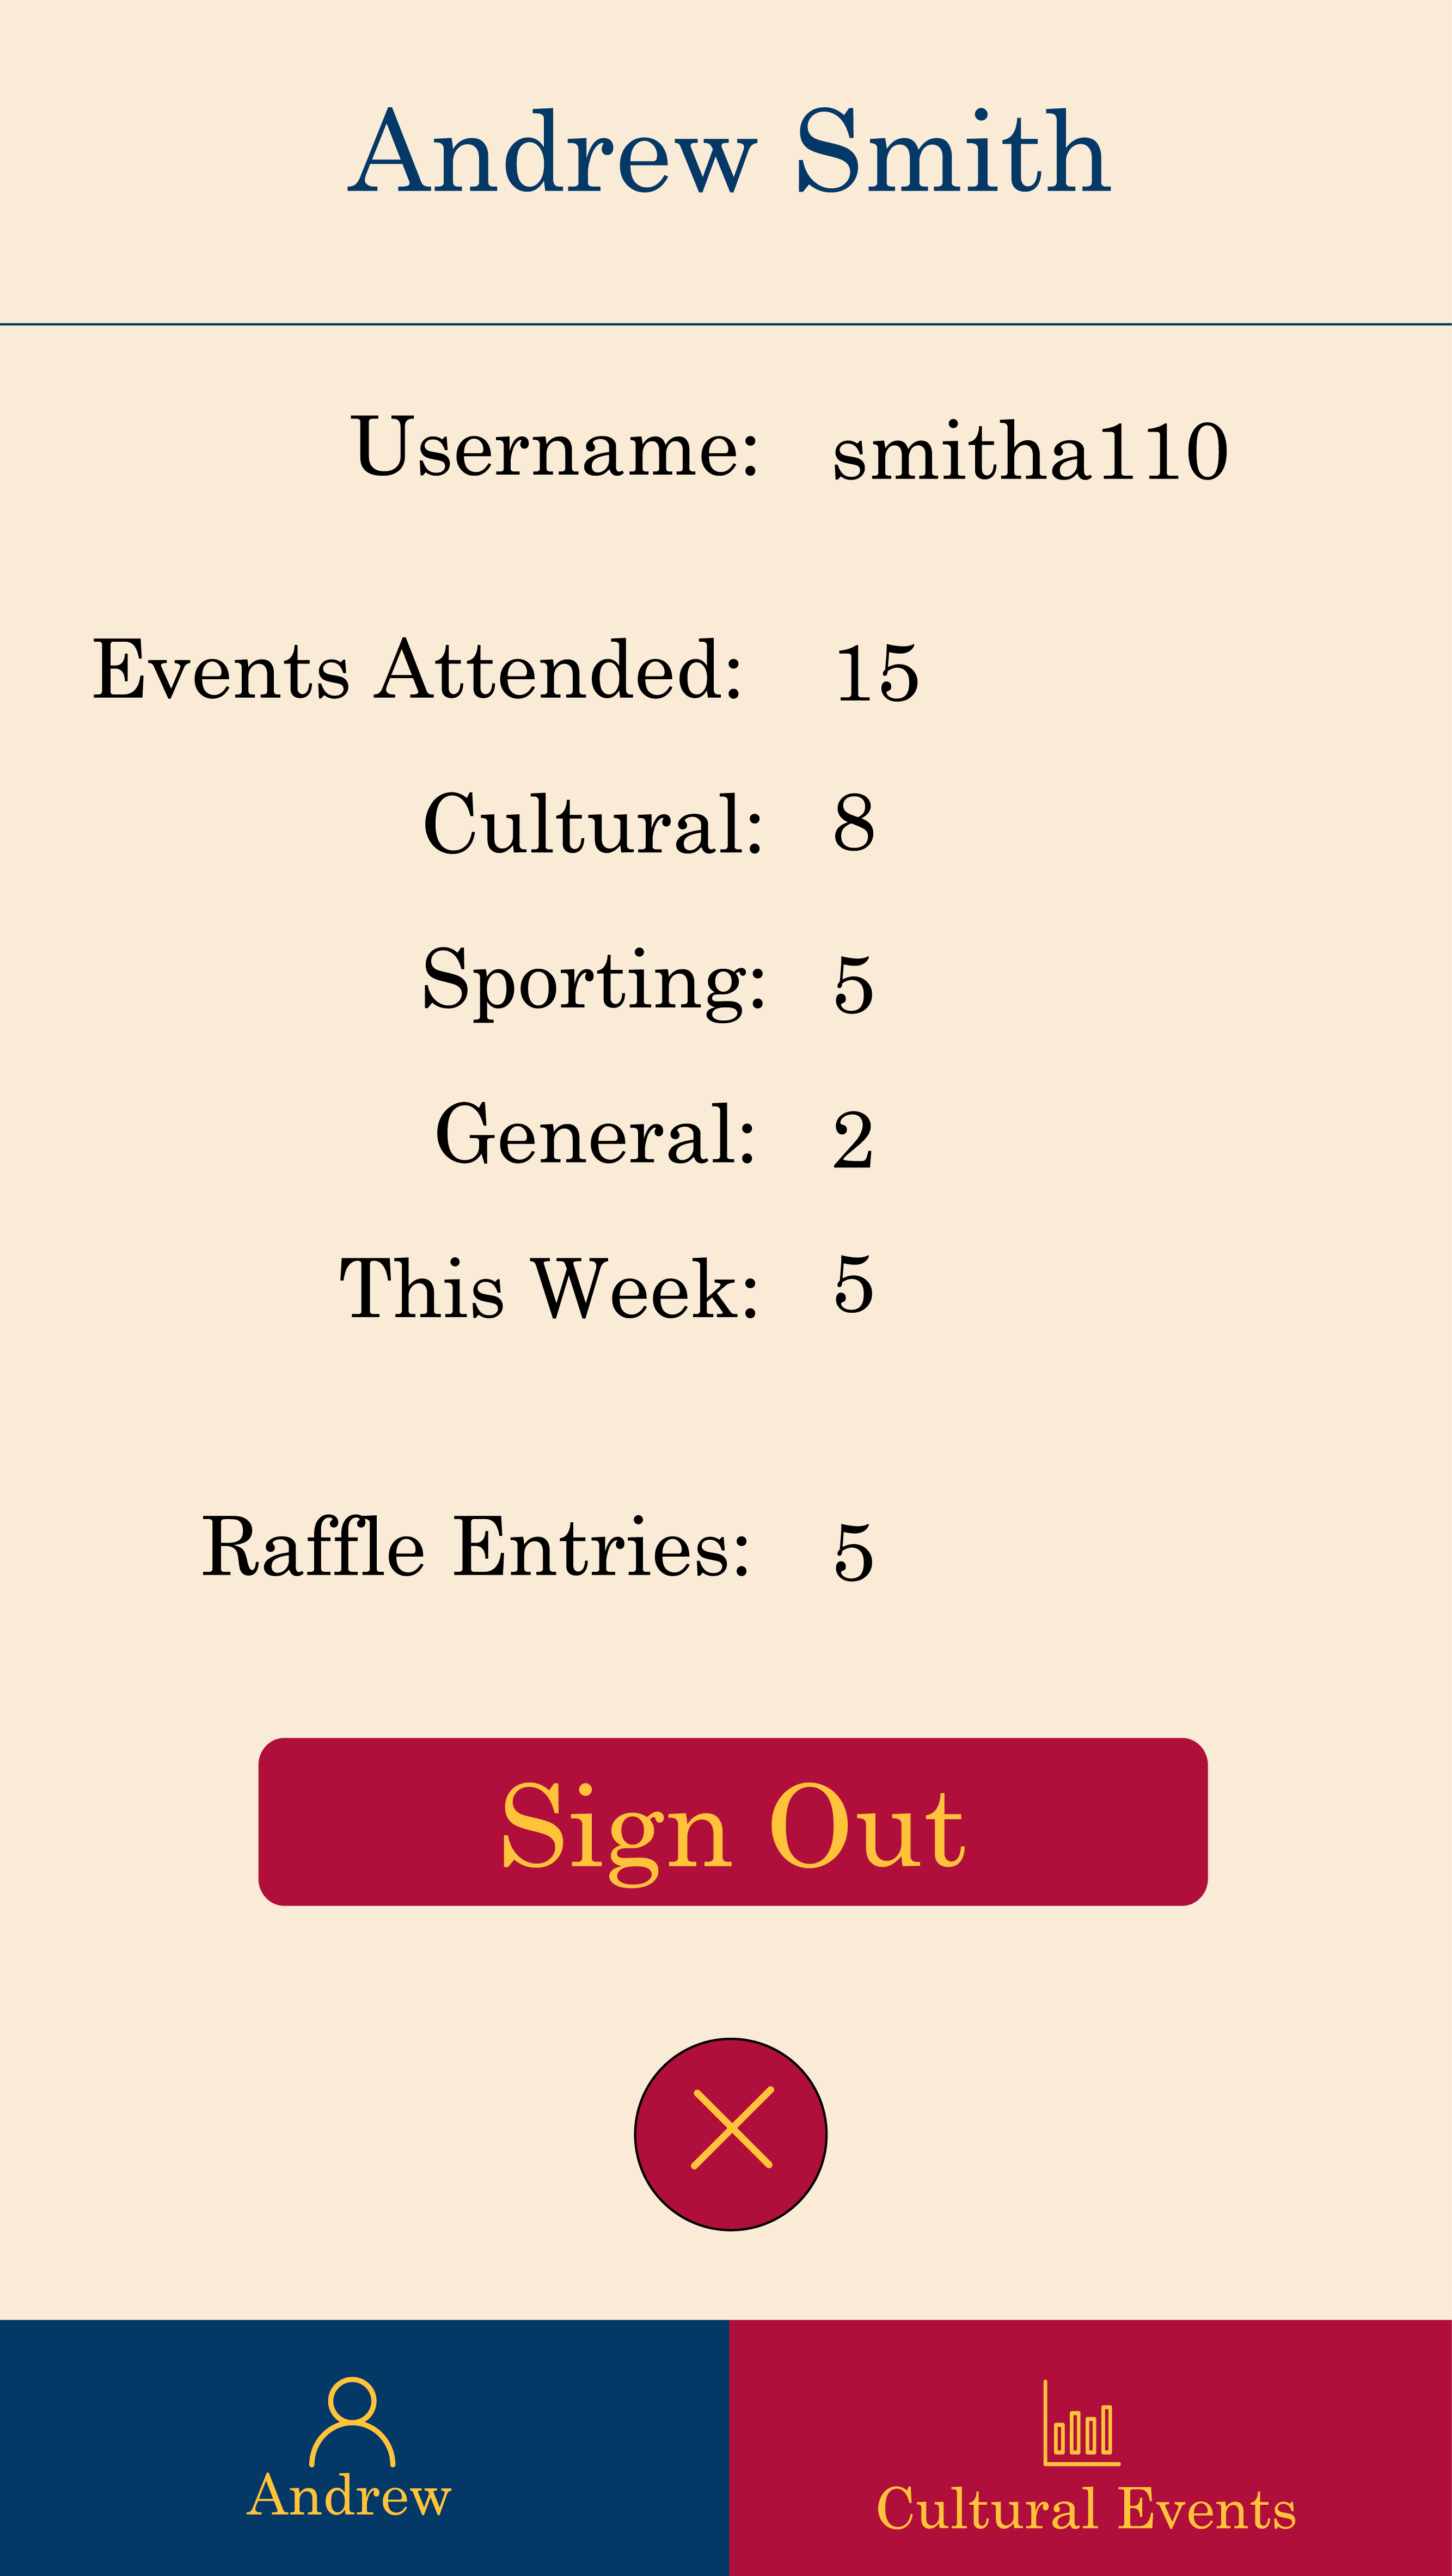 Andrew Smith
Username: smitha110
Events Attended: 15
Cultural: 8
Sporting: 5
General: 2
This Week: 5
Raffle Entries: 5
Sign Out
Andrew
Cultural Events